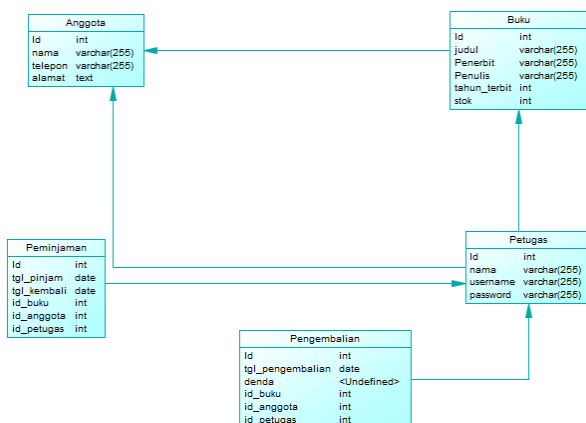 Anggota
Id int
nama varchar(255)
telepon varchar(255)
alamat text
Buku
Id int
judul varchar(255)
Penerbit varchar(255)
Penulis varchar(255)
tahun_terbit int
stok int
Peminjaman
Id int
tgl_pinjam date
tgl_kembali date
id_buku int
id_anggota int
id_petugas int
Petugas
Id int
nama varchar(255)
username varchar(255)
password varchar(255)
Pengembalian
Id int
tgl_pengembalian date
denda <Undefined>
id_buku int
id_anggota int
id_petugas int